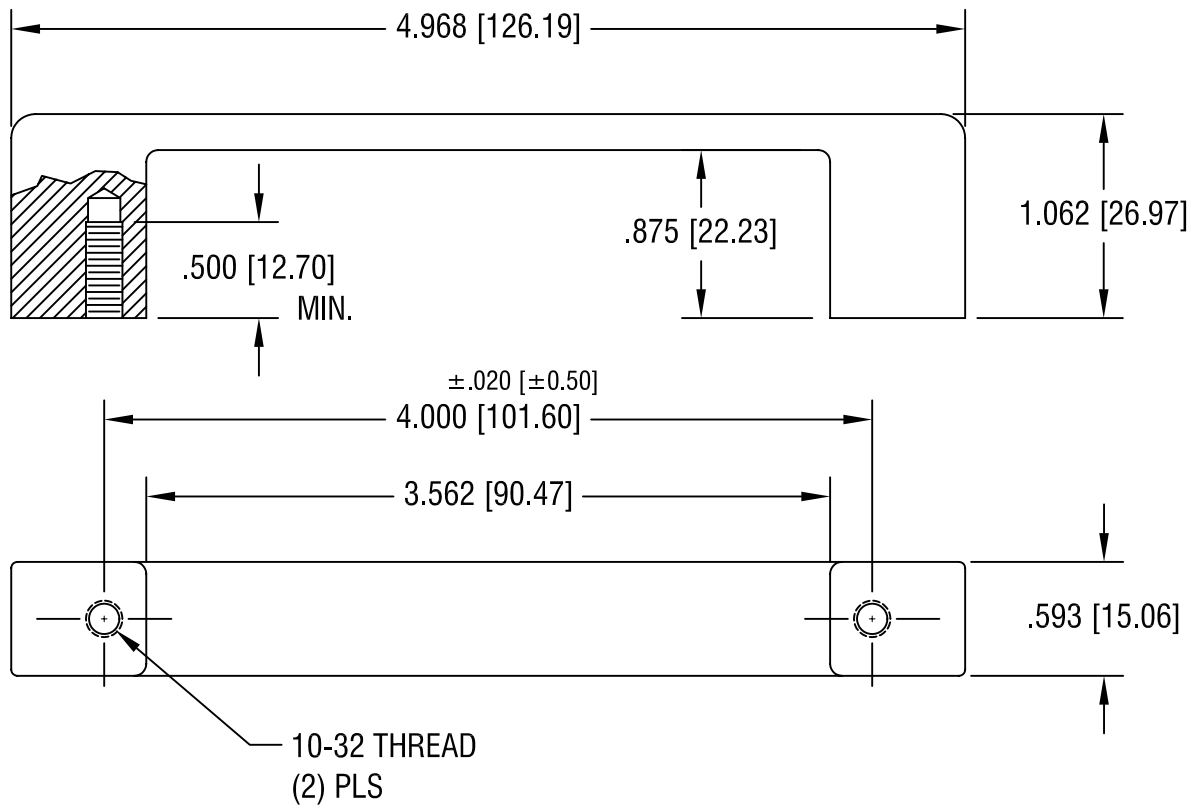 4.968 [126.19]
1.062 [26.97]
.875 [22.23]
.500 [12.70]
MIN.
±.020 [±0.50]
4.000 [101.60]
3.562 [90.47]
.593 [15.06]
10-32 THREAD
(2) PLS